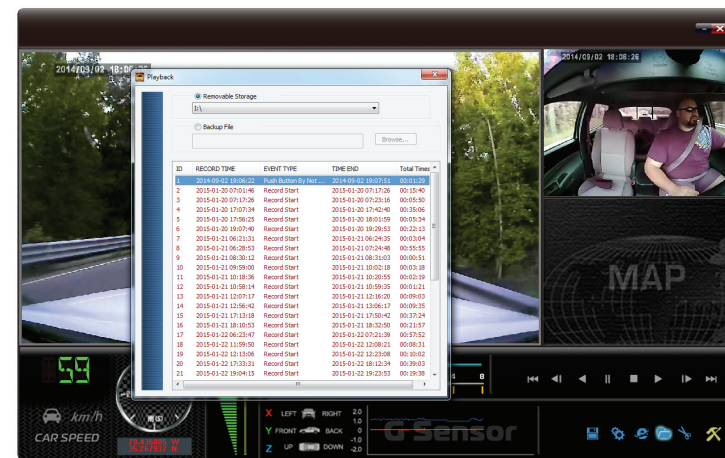 2014/09/02 18:06:26
Playback
Removable Storage
I:\
Backup File
Browse...
ID RECORD TIME EVENT TYPE TIME END Total Times
1 2014-09-02 19:06:22 Push Button By Not ... 2014-09-02 19:07:51 00:01:29
2 2015-01-20 07:01:46 Record Start 2015-01-20 07:17:26 00:15:40
3 2015-01-20 07:17:26 Record Start 2015-01-20 07:23:16 00:05:50
4 2015-01-20 17:07:34 Record Start 2015-01-20 17:42:40 00:35:06
5 2015-01-20 17:56:25 Record Start 2015-01-20 18:01:59 00:05:34
6 2015-01-20 19:07:40 Record Start 2015-01-20 19:29:53 00:22:13
7 2015-01-21 06:21:31 Record Start 2015-01-21 06:24:35 00:03:04
8 2015-01-21 06:28:53 Record Start 2015-01-21 07:24:48 00:55:55
9 2015-01-21 08:30:12 Record Start 2015-01-21 08:31:03 00:00:51
10 2015-01-21 09:59:00 Record Start 2015-01-21 10:02:18 00:03:18
11 2015-01-21 10:18:36 Record Start 2015-01-21 10:20:55 00:02:19
12 2015-01-21 10:58:14 Record Start 2015-01-21 10:59:35 00:01:21
13 2015-01-21 12:07:17 Record Start 2015-01-21 12:16:20 00:09:03
14 2015-01-21 12:56:42 Record Start 2015-01-21 13:06:17 00:09:35
15 2015-01-21 17:13:18 Record Start 2015-01-21 17:50:42 00:37:24
16 2015-01-21 18:10:53 Record Start 2015-01-21 18:32:50 00:21:57
17 2015-01-22 06:23:47 Record Start 2015-01-22 07:21:39 00:57:52
18 2015-01-22 11:59:50 Record Start 2015-01-22 12:08:21 00:08:31
19 2015-01-22 12:13:06 Record Start 2015-01-22 12:23:08 00:10:02
20 2015-01-22 17:33:31 Record Start 2015-01-22 18:12:34 00:39:03
21 2015-01-22 19:04:15 Record Start 2015-01-22 19:23:53 00:19:38
2014/09/02 18:06:26
MAP
59
4 8
km/h
CAR SPEED
X LEFT RIGHT
Y FRONT BACK
Z UP DOWN
2.0
1.0
0
-1.0
-2.0
G Sensor